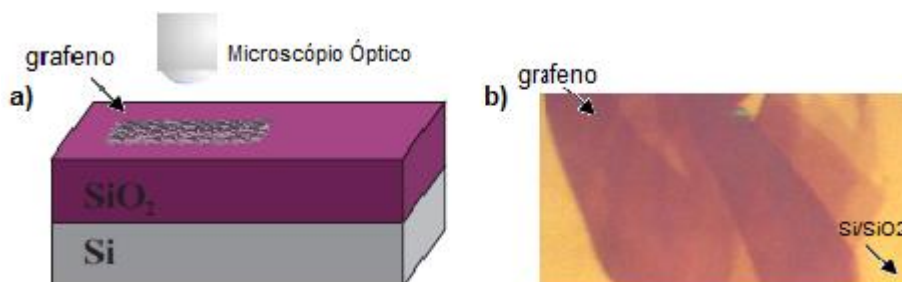 grafeno
Microscópio Óptico
a)
SiO₂
Si
b)
grafeno
Si/SiO2